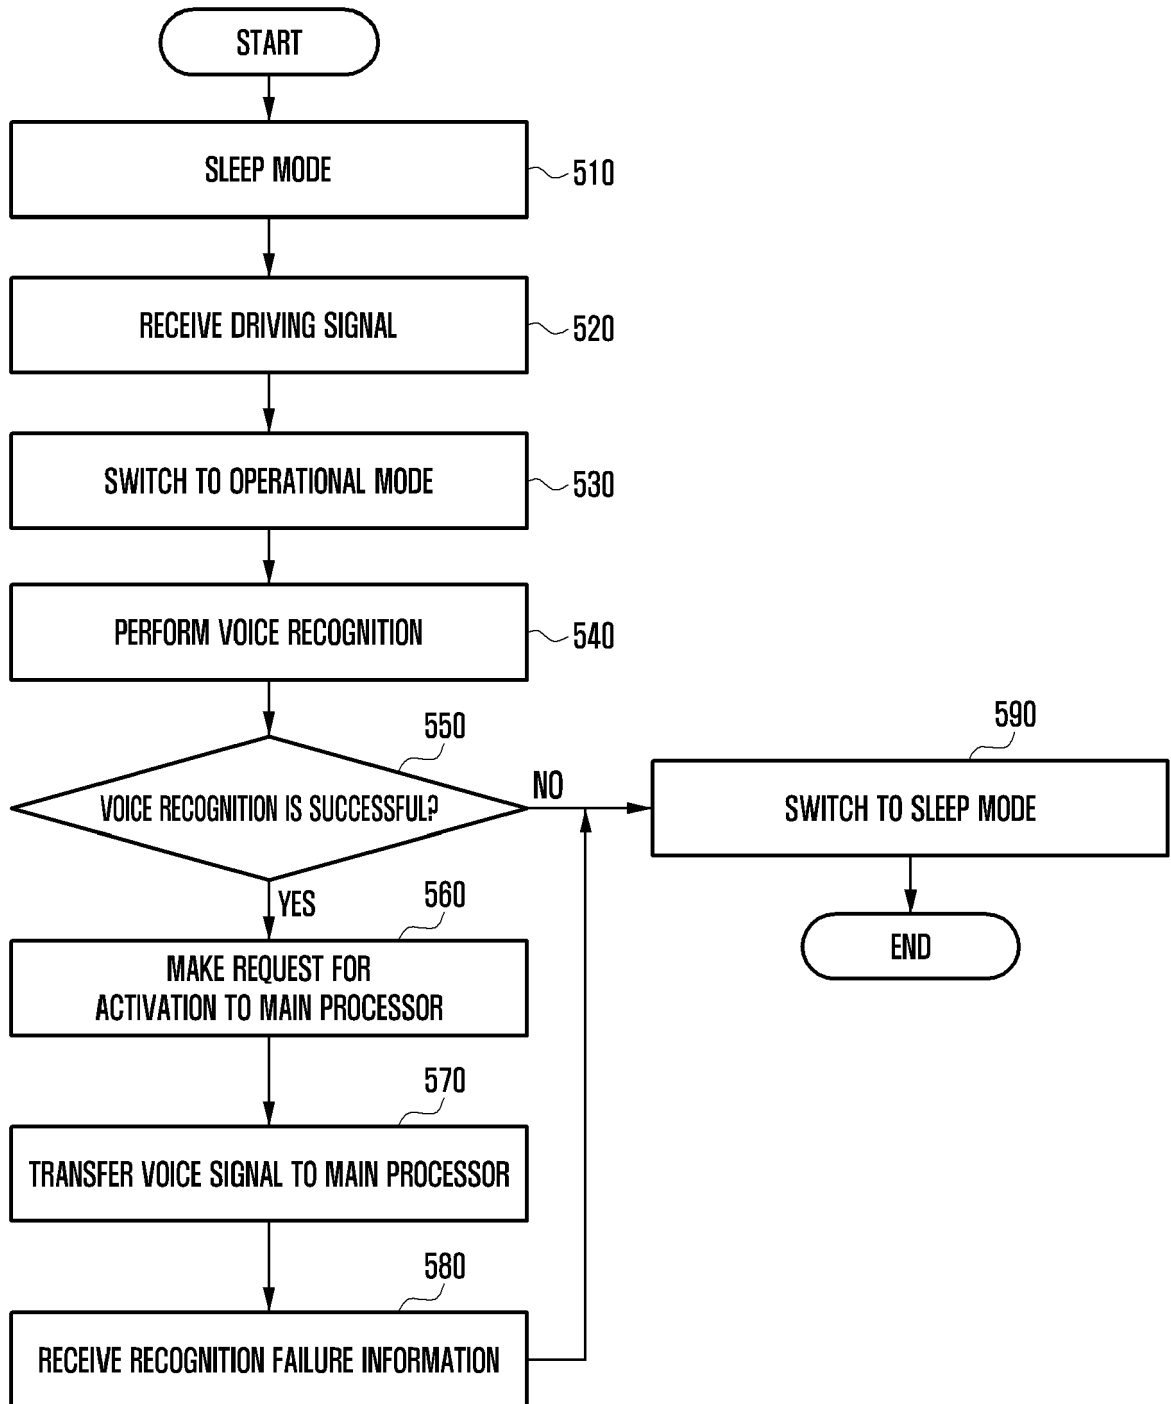 START
SLEEP MODE
510
RECEIVE DRIVING SIGNAL
520
SWITCH TO OPERATIONAL MODE
530
PERFORM VOICE RECOGNITION
540
550
VOICE RECOGNITION IS SUCCESSFUL?
NO
590
SWITCH TO SLEEP MODE
END
YES
560
MAKE REQUEST FOR
ACTIVATION TO MAIN PROCESSOR
570
TRANSFER VOICE SIGNAL TO MAIN PROCESSOR
580
RECEIVE RECOGNITION FAILURE INFORMATION